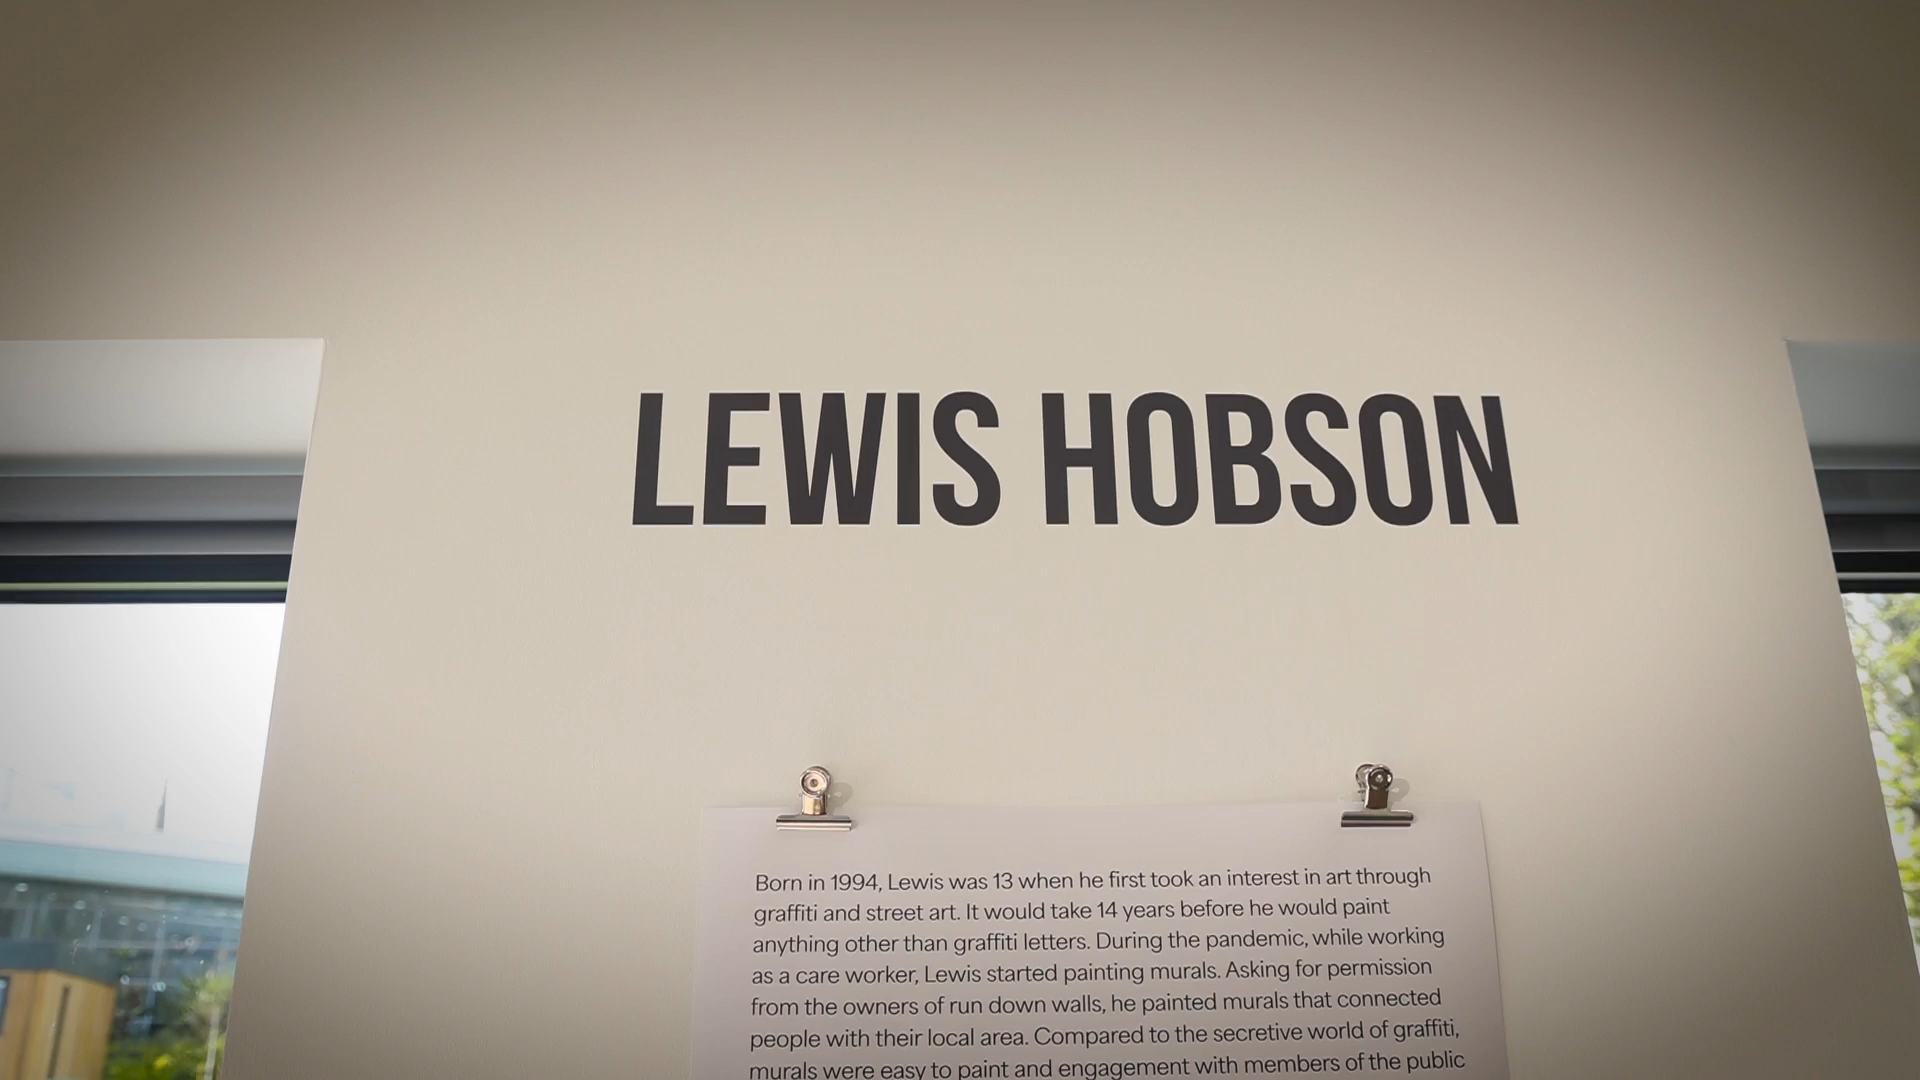 LEWIS HOBSON
Born in 1994, Lewis was 13 when he first took an interest in art through
graffiti and street art. It would take 14 years before he would paint
anything other than graffiti letters. During the pandemic, while working
as a care worker, Lewis started painting murals. Asking for permission
from the owners of run down walls, he painted murals that connected
people with their local area. Compared to the secretive world of graffiti,
murals were easy to paint and engagement with members of the public